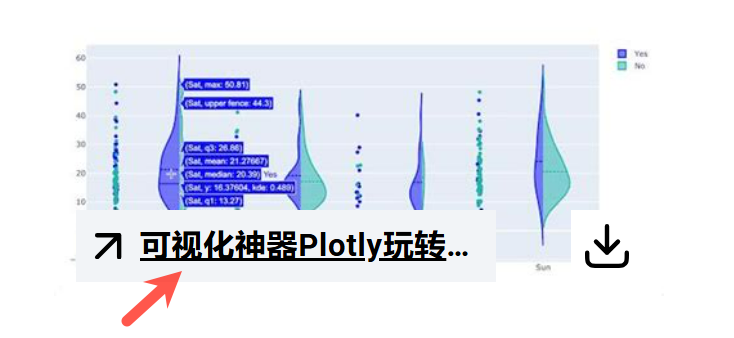 60
Yes
No
50
(Sat, max: 50.81)
(Sat, upper fence: 44.3)
40
30
(Sat, q3: 26.86)
(Sat, mean: 21.27667)
20
(Sat, median: 20.39) Yes
(Sat, y: 16.37604, kde: 0.489)
10
(Sat, q1: 13.27)
可视化神器Plotly玩转...
Sun